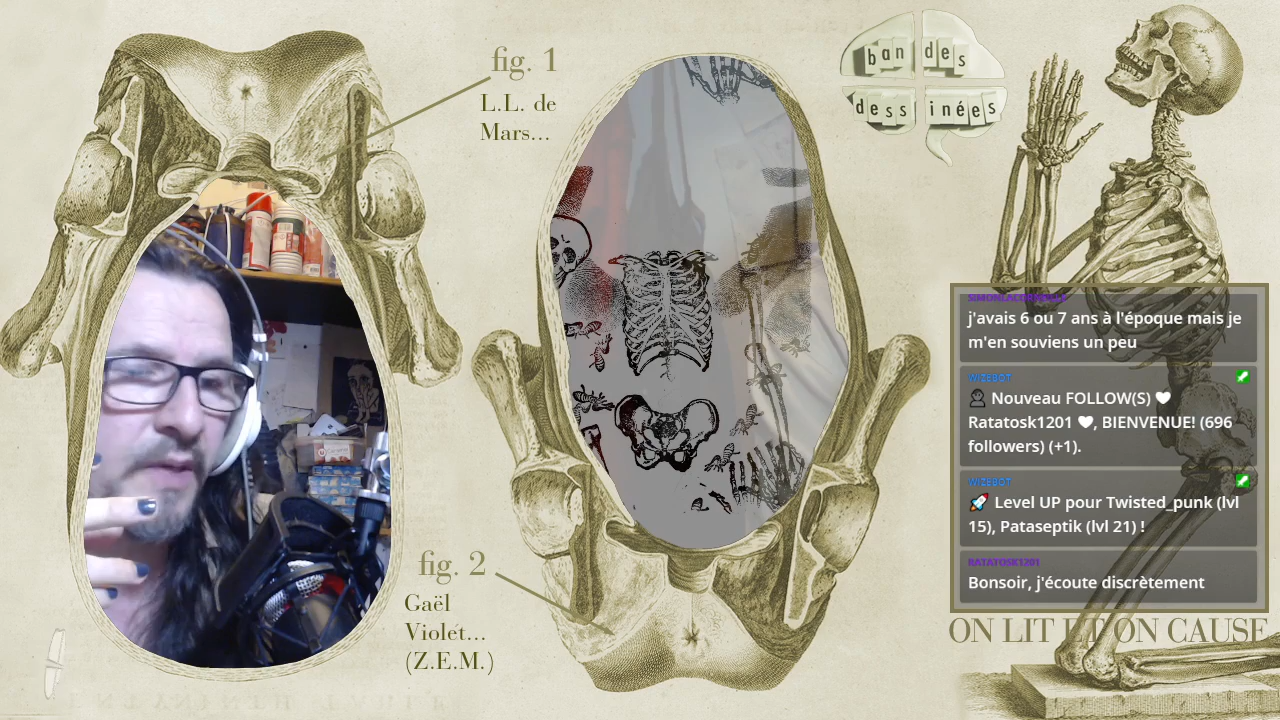 fig. 1
L.L. de
Mars...
ban des
dess inées
j'avais 6 ou 7 ans à l'époque mais je
m'en souviens un peu
WIZEBOT
Nouveau FOLLOW(S)
Ratatosk1201, BIENVENUE! (696
followers) (+1).
WIZEBOT
Level UP pour Twisted_punk (lvl
15), Pataseptik (lvl 21) !
RATATOSK1201
Bonsoir, j'écoute discrètement
fig. 2
Gaël
Violet...
(Z.E.M.)
ON LIT ET ON CAUSE